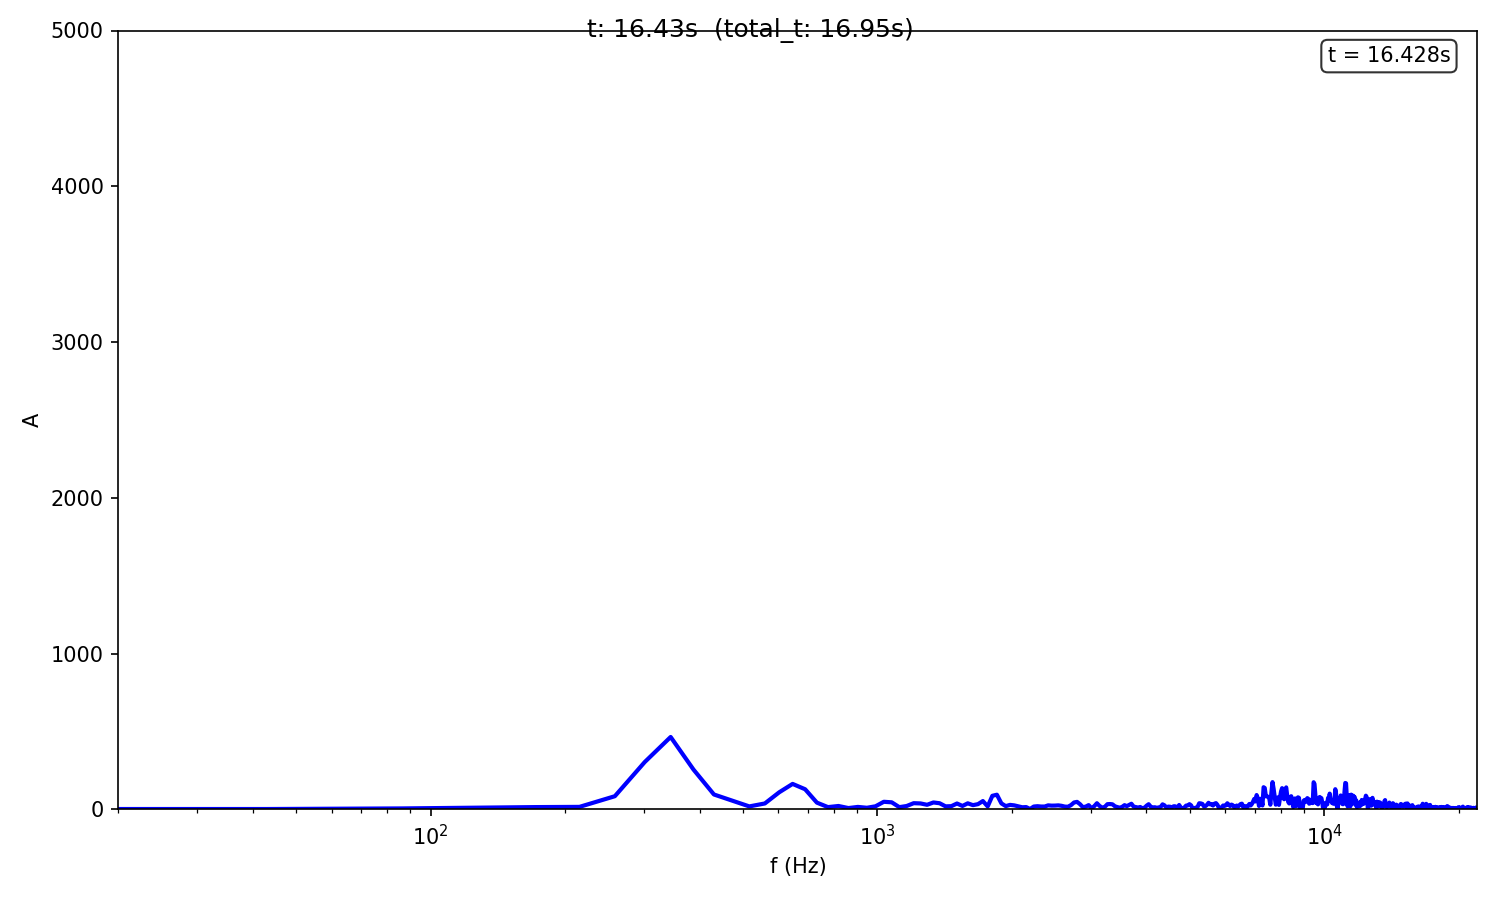 t: 16.43s  (total_t: 16.95s)
t = 16.428s
5000
4000
3000
2000
1000
0
A
10²
10³
10⁴
f (Hz)